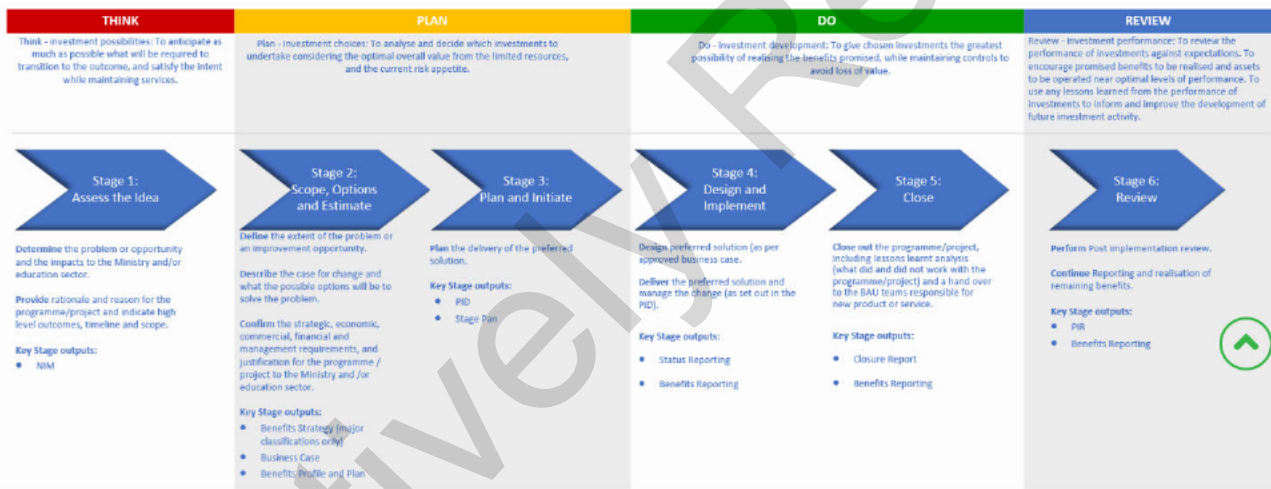 THINK
PLAN
DO
REVIEW
Think - investment possibilities: To anticipate as
much as possible what will be required to
transition to the outcome, and satisfy the intent
while maintaining services.
Plan - Investment choices: To analyse and decide which investments to
undertake considering the optimal overall value from the limited resources,
and the current risk appetite.
Do - Investment development: To give chosen investments the greatest
possibility of realising the benefits promised, while maintaining controls to
avoid loss of value.
Review - Investment performance: To review the
performance of investments against expectations. To
encourage promised benefits to be realised and assets
to be operated near optimal levels of performance. To
use any lessons learned from the performance of
investments to inform and improve the development of
future investment activity.
Stage 1:
Assess the Idea
Determine the problem or opportunity
and the impacts to the Ministry and/or
education sector.
Provide rationale and reason for the
programme/project and indicate high
level outcomes, timeline and scope.
Key Stage outputs:
• NIM
Stage 2:
Scope, Options
and Estimate
Define the extent of the problem or
an improvement opportunity.
Describe the case for change and
what the possible options will be to
solve the problem.
Confirm the strategic, economic,
commercial, financial and
management requirements, and
justification for the programme /
project to the Ministry and /or
education sector.
Key Stage outputs:
• Benefits Strategy (major
classifications only)
• Business Case
• Benefits Profile and Plan
Stage 3:
Plan and Initiate
Plan the delivery of the preferred
solution.
Key Stage outputs:
• PID
• Stage Pan
Stage 4:
Design and
Implement
Design preferred solution (as per
approved business case.
Deliver the preferred solution and
manage the change (as set out in the
PID).
Key Stage outputs:
• Status Reporting
• Benefits Reporting
Stage 5:
Close
Close out the programme/project,
including lessons learnt analysis
(what did and did not work with the
programme/project) and a hand over
to the BAU teams responsible for
new product or service.
Key Stage outputs:
• Closure Report
• Benefits Reporting
Stage 6:
Review
Perform Post implementation review.
Continue Reporting and realisation of
remaining benefits.
Key Stage outputs:
• PIR
• Benefits Reporting
tively Re